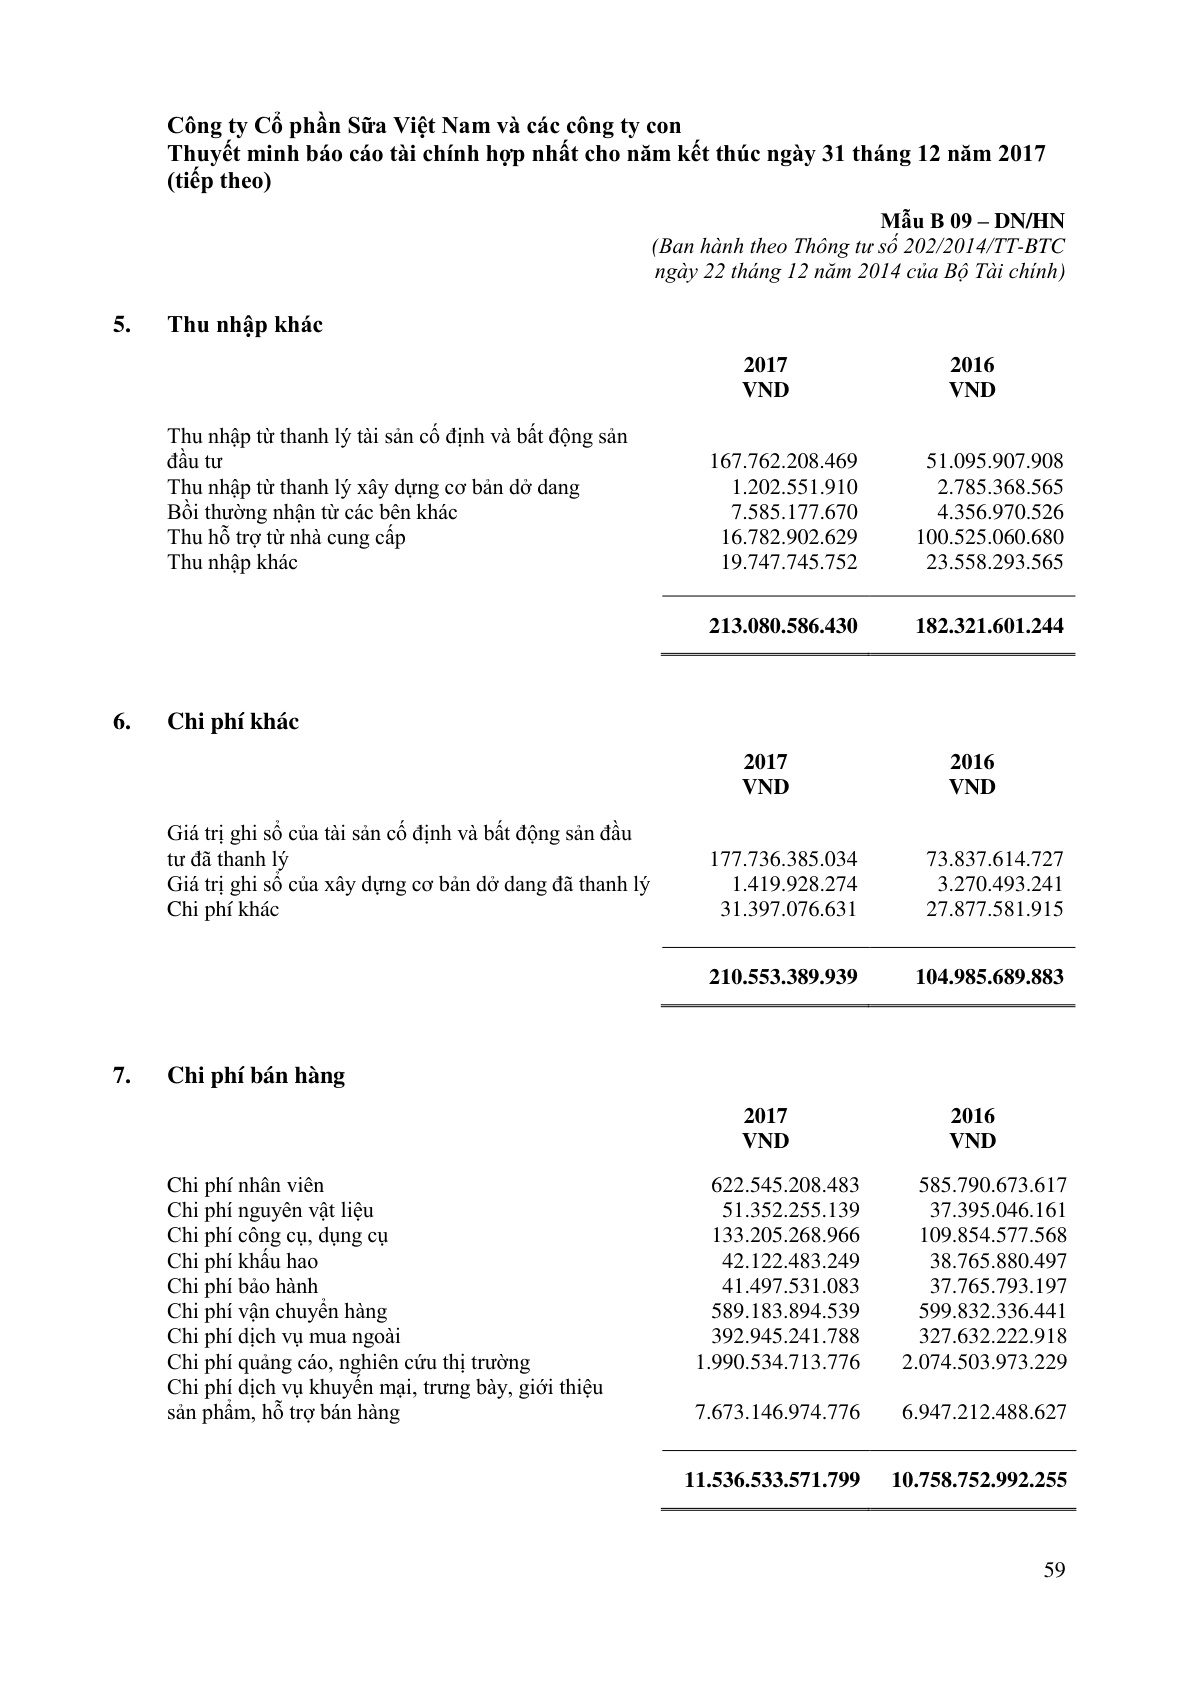 Công ty Cổ phần Sữa Việt Nam và các công ty con
Thuyết minh báo cáo tài chính hợp nhất cho năm kết thúc ngày 31 tháng 12 năm 2017
(tiếp theo)
Mẫu B 09 – DN/HN
(Ban hành theo Thông tư số 202/2014/TT-BTC
ngày 22 tháng 12 năm 2014 của Bộ Tài chính)
5. Thu nhập khác
2017 2016
VND VND
Thu nhập từ thanh lý tài sản cố định và bất động sản
đầu tư 167.762.208.469 51.095.907.908
Thu nhập từ thanh lý xây dựng cơ bản dở dang 1.202.551.910 2.785.368.565
Bồi thường nhận từ các bên khác 7.585.177.670 4.356.970.526
Thu hỗ trợ từ nhà cung cấp 16.782.902.629 100.525.060.680
Thu nhập khác 19.747.745.752 23.558.293.565
213.080.586.430 182.321.601.244
6. Chi phí khác
2017 2016
VND VND
Giá trị ghi sổ của tài sản cố định và bất động sản đầu
tư đã thanh lý 177.736.385.034 73.837.614.727
Giá trị ghi sổ của xây dựng cơ bản dở dang đã thanh lý 1.419.928.274 3.270.493.241
Chi phí khác 31.397.076.631 27.877.581.915
210.553.389.939 104.985.689.883
7. Chi phí bán hàng
2017 2016
VND VND
Chi phí nhân viên 622.545.208.483 585.790.673.617
Chi phí nguyên vật liệu 51.352.255.139 37.395.046.161
Chi phí công cụ, dụng cụ 133.205.268.966 109.854.577.568
Chi phí khấu hao 42.122.483.249 38.765.880.497
Chi phí bảo hành 41.497.531.083 37.765.793.197
Chi phí vận chuyển hàng 589.183.894.539 599.832.336.441
Chi phí dịch vụ mua ngoài 392.945.241.788 327.632.222.918
Chi phí quảng cáo, nghiên cứu thị trường 1.990.534.713.776 2.074.503.973.229
Chi phí dịch vụ khuyến mại, trưng bày, giới thiệu
sản phẩm, hỗ trợ bán hàng 7.673.146.974.776 6.947.212.488.627
11.536.533.571.799 10.758.752.992.255
59